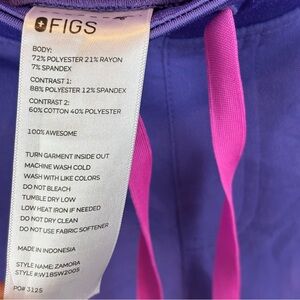 FIGS
BODY:
72% POLYESTER 21% RAYON
7% SPANDEX
CONTRAST 1:
88% POLYESTER 12% SPANDEX
CONTRAST 2:
60% COTTON 40% POLYESTER
100% AWESOME
TURN GARMENT INSIDE OUT
MACHINE WASH COLD
WASH WITH LIKE COLORS
DO NOT BLEACH
TUMBLE DRY LOW
LOW HEAT IRON IF NEEDED
DO NOT DRY CLEAN
DO NOT USE FABRIC SOFTENER
MADE IN INDONESIA
STYLE NAME: ZAMORA
STYLE #:W18SW2005
PO# 3125